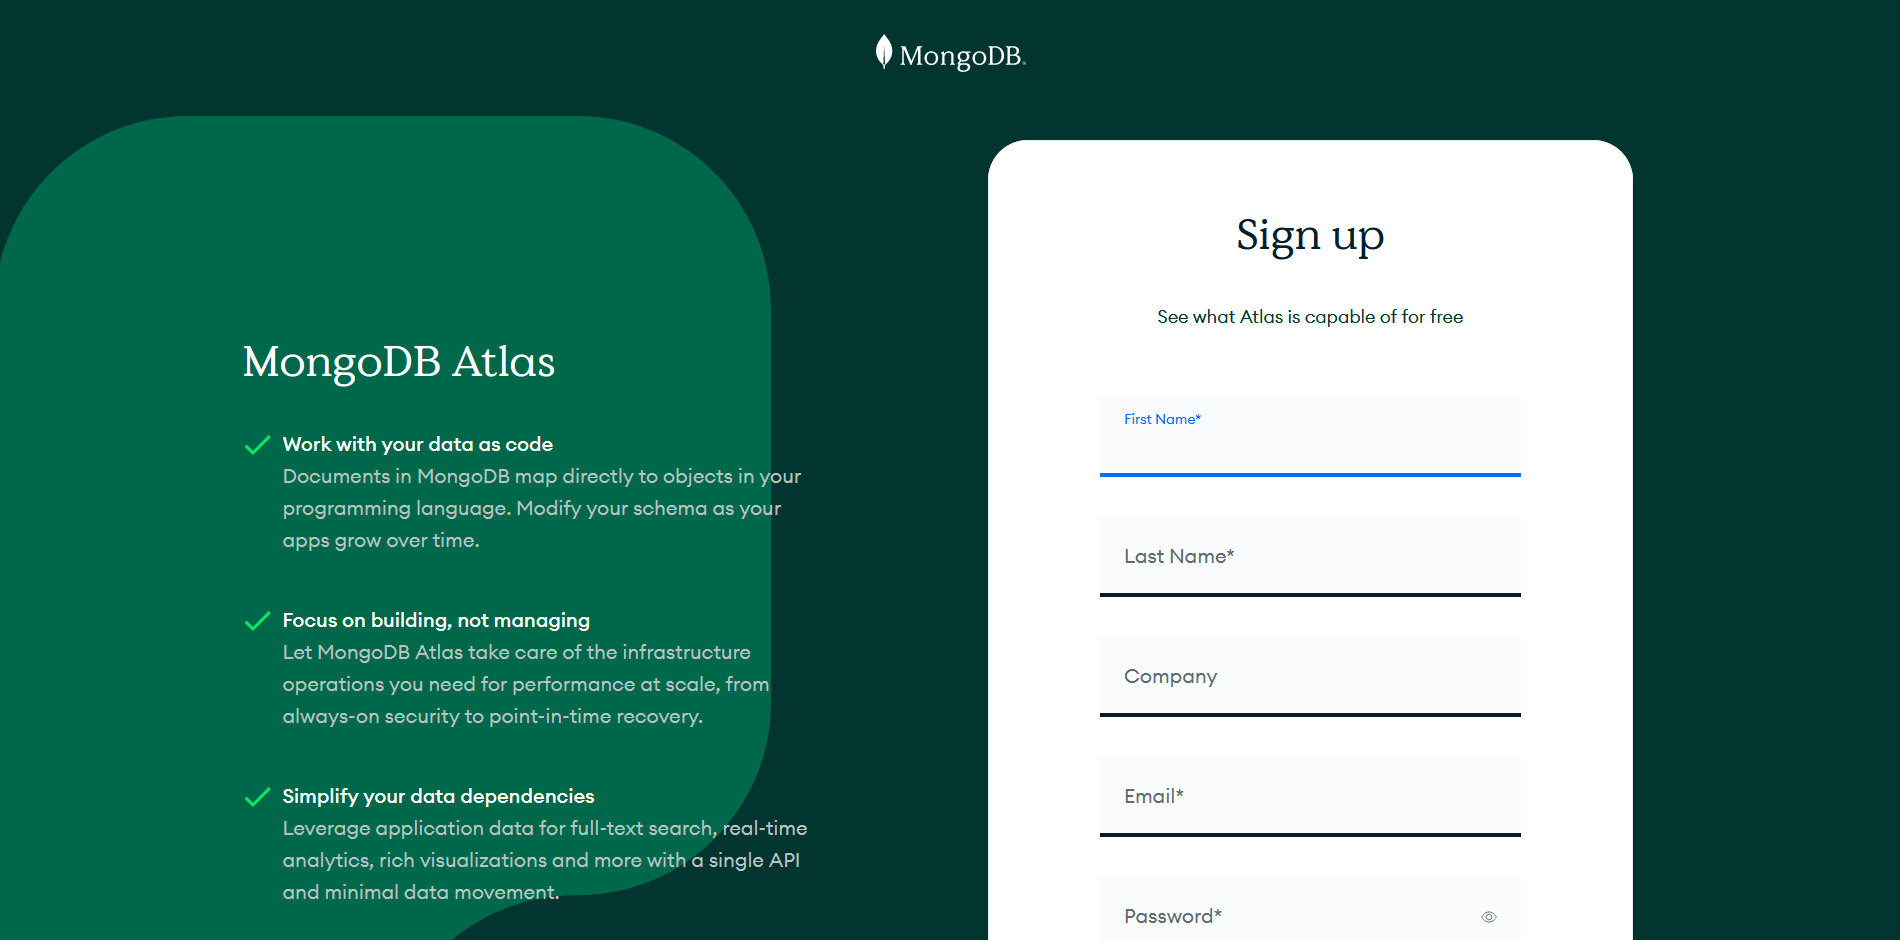 MongoDB®
MongoDB Atlas
Work with your data as code
Documents in MongoDB map directly to objects in your
programming language. Modify your schema as your
apps grow over time.
Focus on building, not managing
Let MongoDB Atlas take care of the infrastructure
operations you need for performance at scale, from
always-on security to point-in-time recovery.
Simplify your data dependencies
Leverage application data for full-text search, real-time
analytics, rich visualizations and more with a single API
and minimal data movement.
Sign up
See what Atlas is capable of for free
First Name*
Last Name*
Company
Email*
Password*